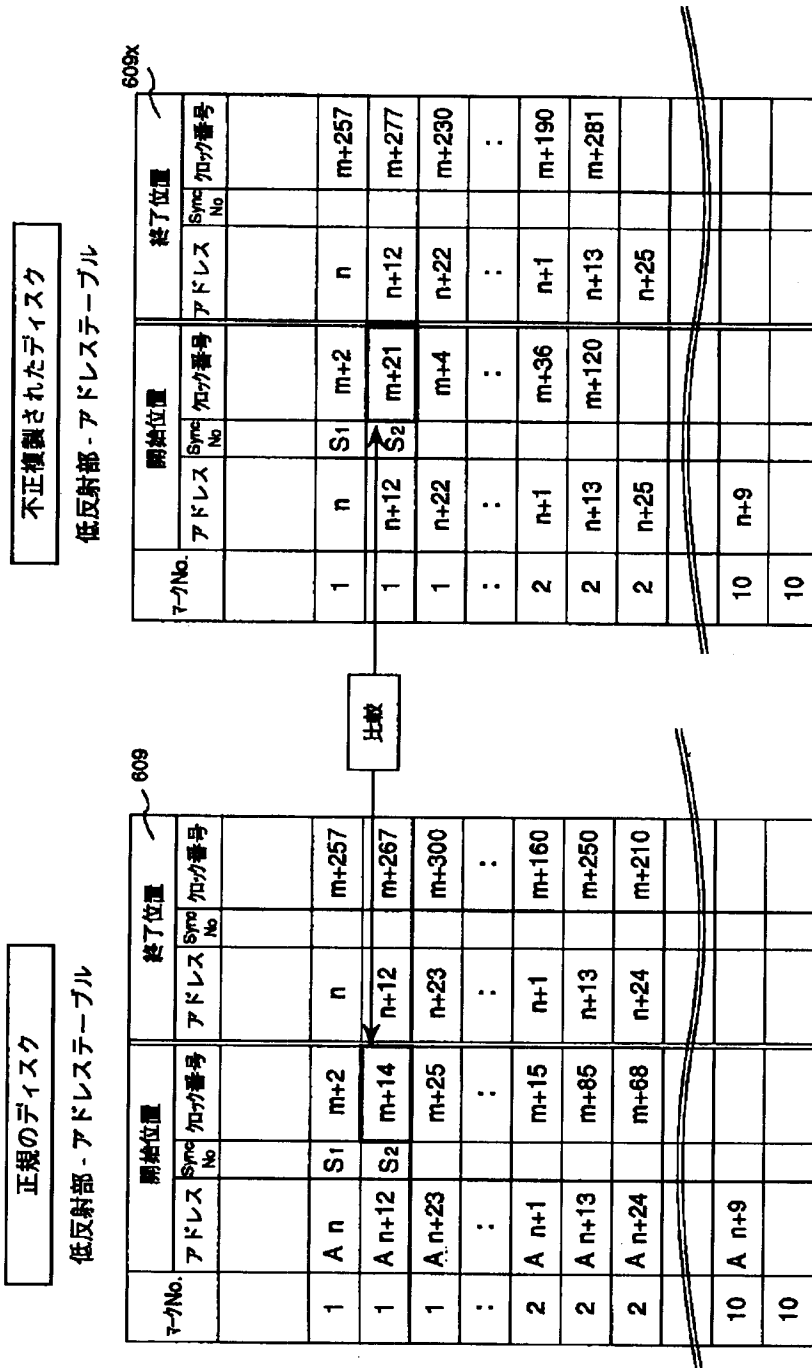 正規のディスク
低反射部-アドレステーブル
609
マークNo. 開始位置 終了位置
アドレス Sync No クロック番号 アドレス Sync No クロック番号
1 A n S1 m+2 n m+257
1 A n+12 S2 m+14 n+12 m+267
1 A n+23 m+25 n+23 m+300
: : : : :
2 A n+1 m+15 n+1 m+160
2 A n+13 m+85 n+13 m+250
2 A n+24 m+68 n+24 m+210
10 A n+9
10
比較
不正複製されたディスク
低反射部-アドレステーブル
609x
マークNo. 開始位置 終了位置
アドレス Sync No クロック番号 アドレス Sync No クロック番号
1 n S1 m+2 n m+257
1 n+12 S2 m+21 n+12 m+277
1 n+22 m+4 n+22 m+230
: : : : :
2 n+1 m+36 n+1 m+190
2 n+13 m+120 n+13 m+281
2 n+25 n+25
10 n+9
10